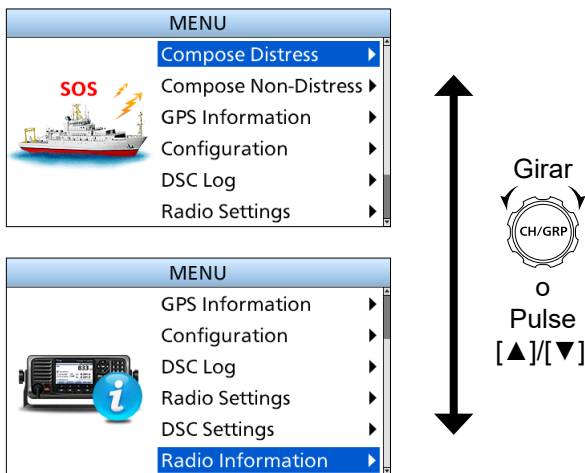 MENU
Compose Distress
Compose Non-Distress
GPS Information
Configuration
DSC Log
Radio Settings
SOS
Girar
CH/GRP
o
Pulse
[▲]/[▼]
MENU
GPS Information
Configuration
DSC Log
Radio Settings
DSC Settings
Radio Information